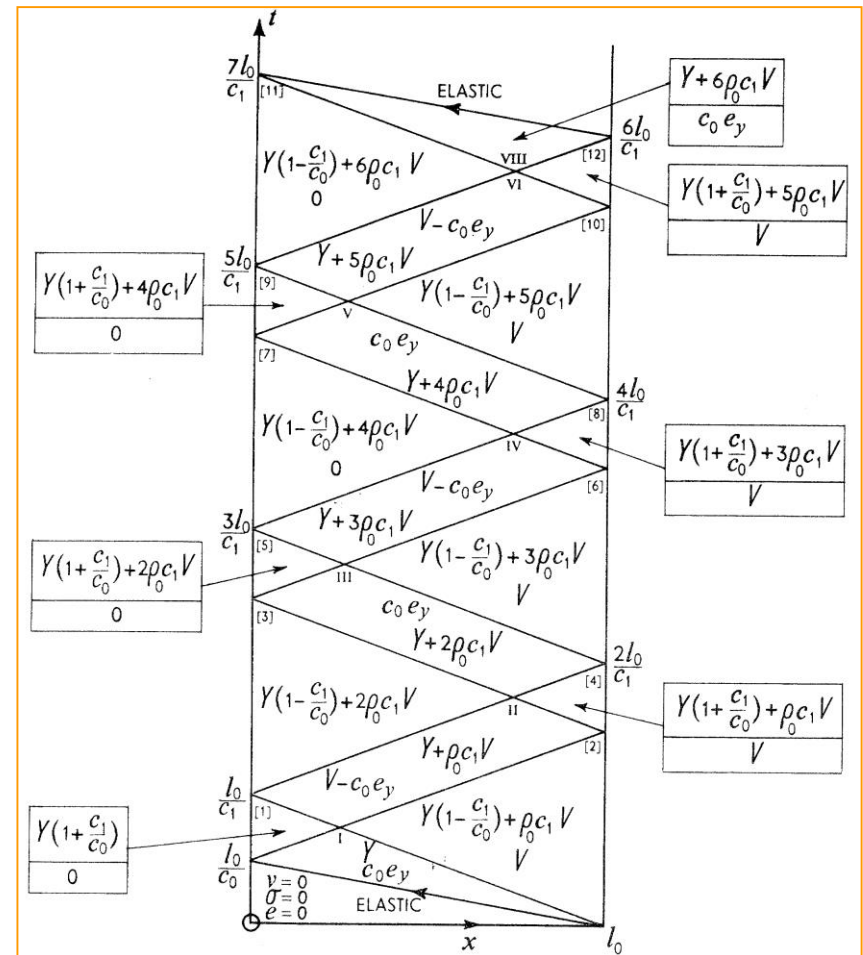 t
7l₀/c₁
[11]
ELASTIC
Y+6ρ₀c₁V
c₀e_y
6l₀/c₁
[12]
VIII
VI
Y(1-c₁/c₀)+6ρ₀c₁V
0
Y(1+c₁/c₀)+5ρ₀c₁V
V
[10]
V-c₀e_y
Y+5ρ₀c₁V
5l₀/c₁
[9]
Y(1+c₁/c₀)+4ρ₀c₁V
0
V
Y(1-c₁/c₀)+5ρ₀c₁V
V
[7]
c₀e_y
Y+4ρ₀c₁V
4l₀/c₁
[8]
Y(1-c₁/c₀)+4ρ₀c₁V
0
IV
Y(1+c₁/c₀)+3ρ₀c₁V
V
[6]
V-c₀e_y
Y+3ρ₀c₁V
3l₀/c₁
[5]
Y(1+c₁/c₀)+2ρ₀c₁V
0
III
Y(1-c₁/c₀)+3ρ₀c₁V
V
[3]
c₀e_y
Y+2ρ₀c₁V
2l₀/c₁
[4]
Y(1-c₁/c₀)+2ρ₀c₁V
II
Y(1+c₁/c₀)+ρ₀c₁V
V
[2]
Y+ρ₀c₁V
V-c₀e_y
l₀/c₁
[1]
Y(1+c₁/c₀)
0
I
Y(1-c₁/c₀)+ρ₀c₁V
V
l₀/c₀
Y
c₀e_y
v=0
σ=0
e=0
ELASTIC
x
l₀